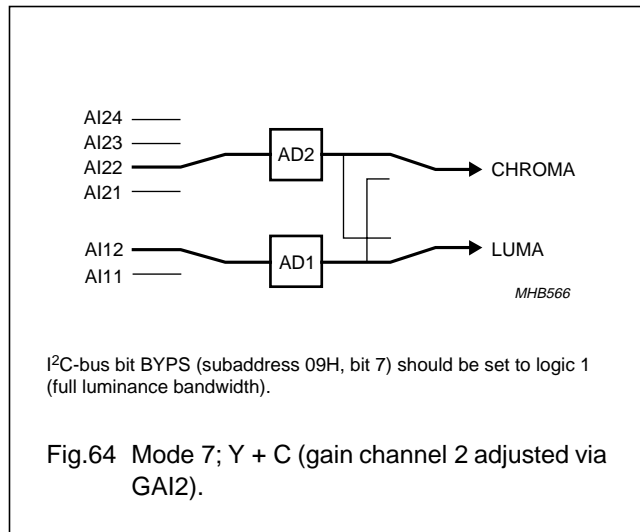 AI24
AI23
AI22
AI21
AD2
CHROMA
AI12
AI11
AD1
LUMA
MHB566
I²C-bus bit BYPS (subaddress 09H, bit 7) should be set to logic 1
(full luminance bandwidth).
Fig.64 Mode 7; Y + C (gain channel 2 adjusted via
GAI2).